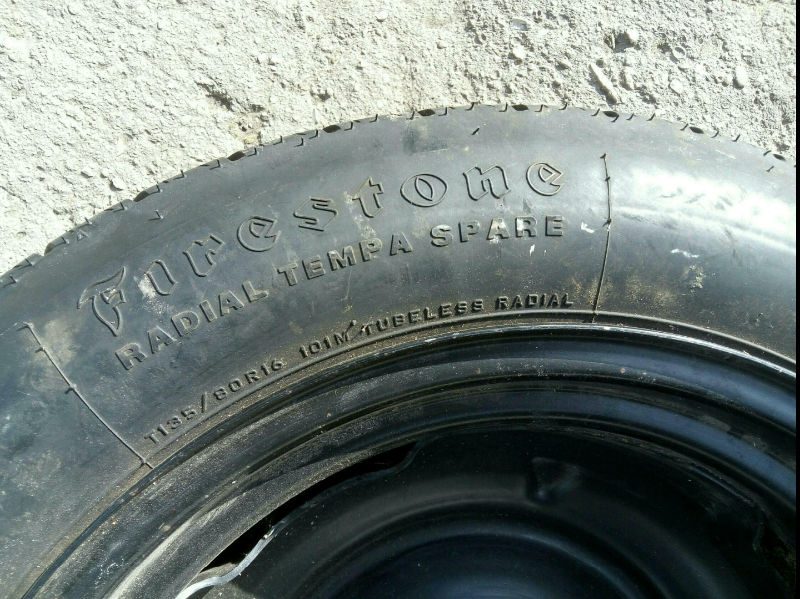 Firestone
RADIAL TEMPA SPARE
T135/80R16 101M TUBELESS RADIAL